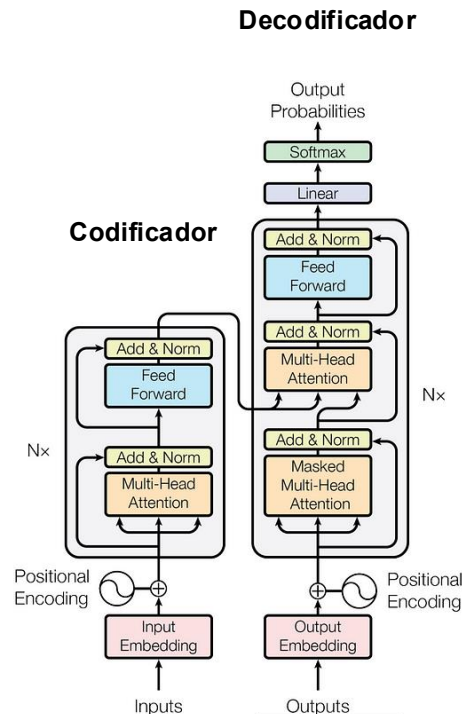 Decodificador
Output
Probabilities
Softmax
Linear
Add & Norm
Feed
Forward
Add & Norm
Multi-Head
Attention
Nx
Add & Norm
Masked
Multi-Head
Attention
Positional
Encoding
Output
Embedding
Outputs
Codificador
Add & Norm
Feed
Forward
Nx
Add & Norm
Multi-Head
Attention
Positional
Encoding
Input
Embedding
Inputs